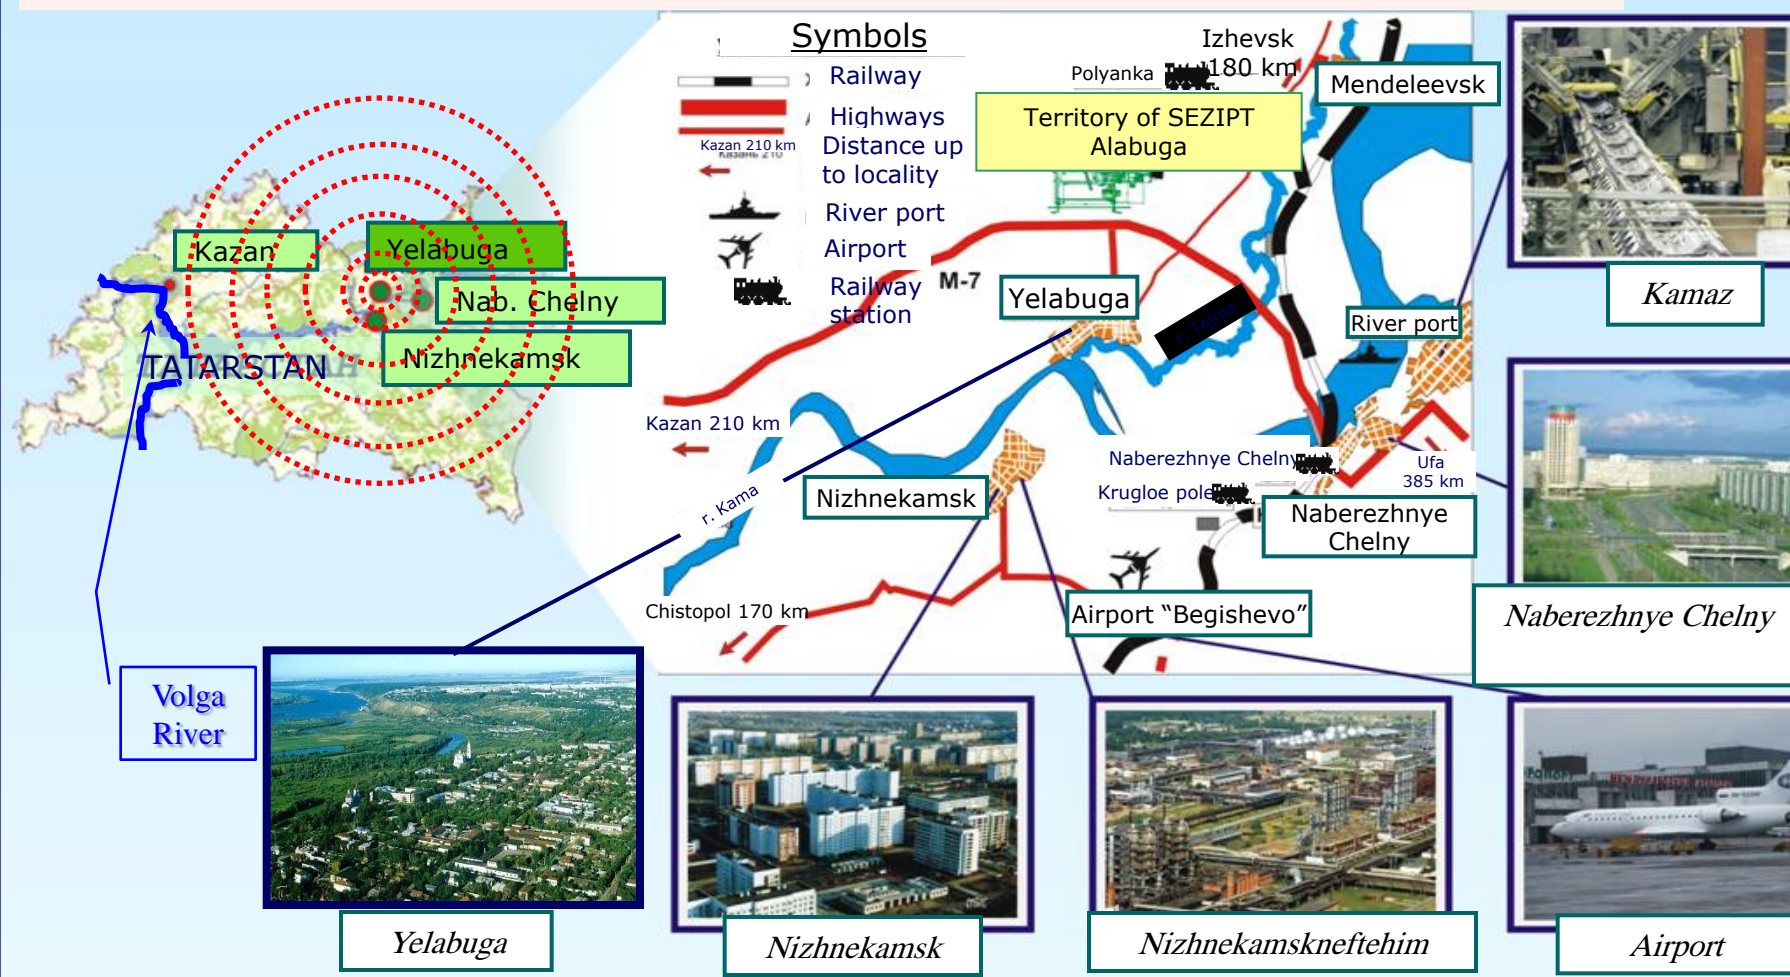 Symbols
Railway
Highways
Kazan 210 km
Distance up
to locality
River port
Airport
Railway
station
Izhevsk
180 km
Polyanka
Mendeleevsk
Territory of SEZIPT
Alabuga
M-7
Yelabuga
r. Tojma
River port
Kazan 210 km
r. Kama
Nizhnekamsk
Naberezhnye Chelny
Krugloe pole
Ufa
385 km
Naberezhnye
Chelny
Chistopol 170 km
Airport “Begishevo”
Kazan
Yelabuga
Nab. Chelny
Nizhnekamsk
TATARSTAN
Volga
River
Kamaz
Naberezhnye Chelny
Yelabuga
Nizhnekamsk
Nizhnekamskneftehim
Airport